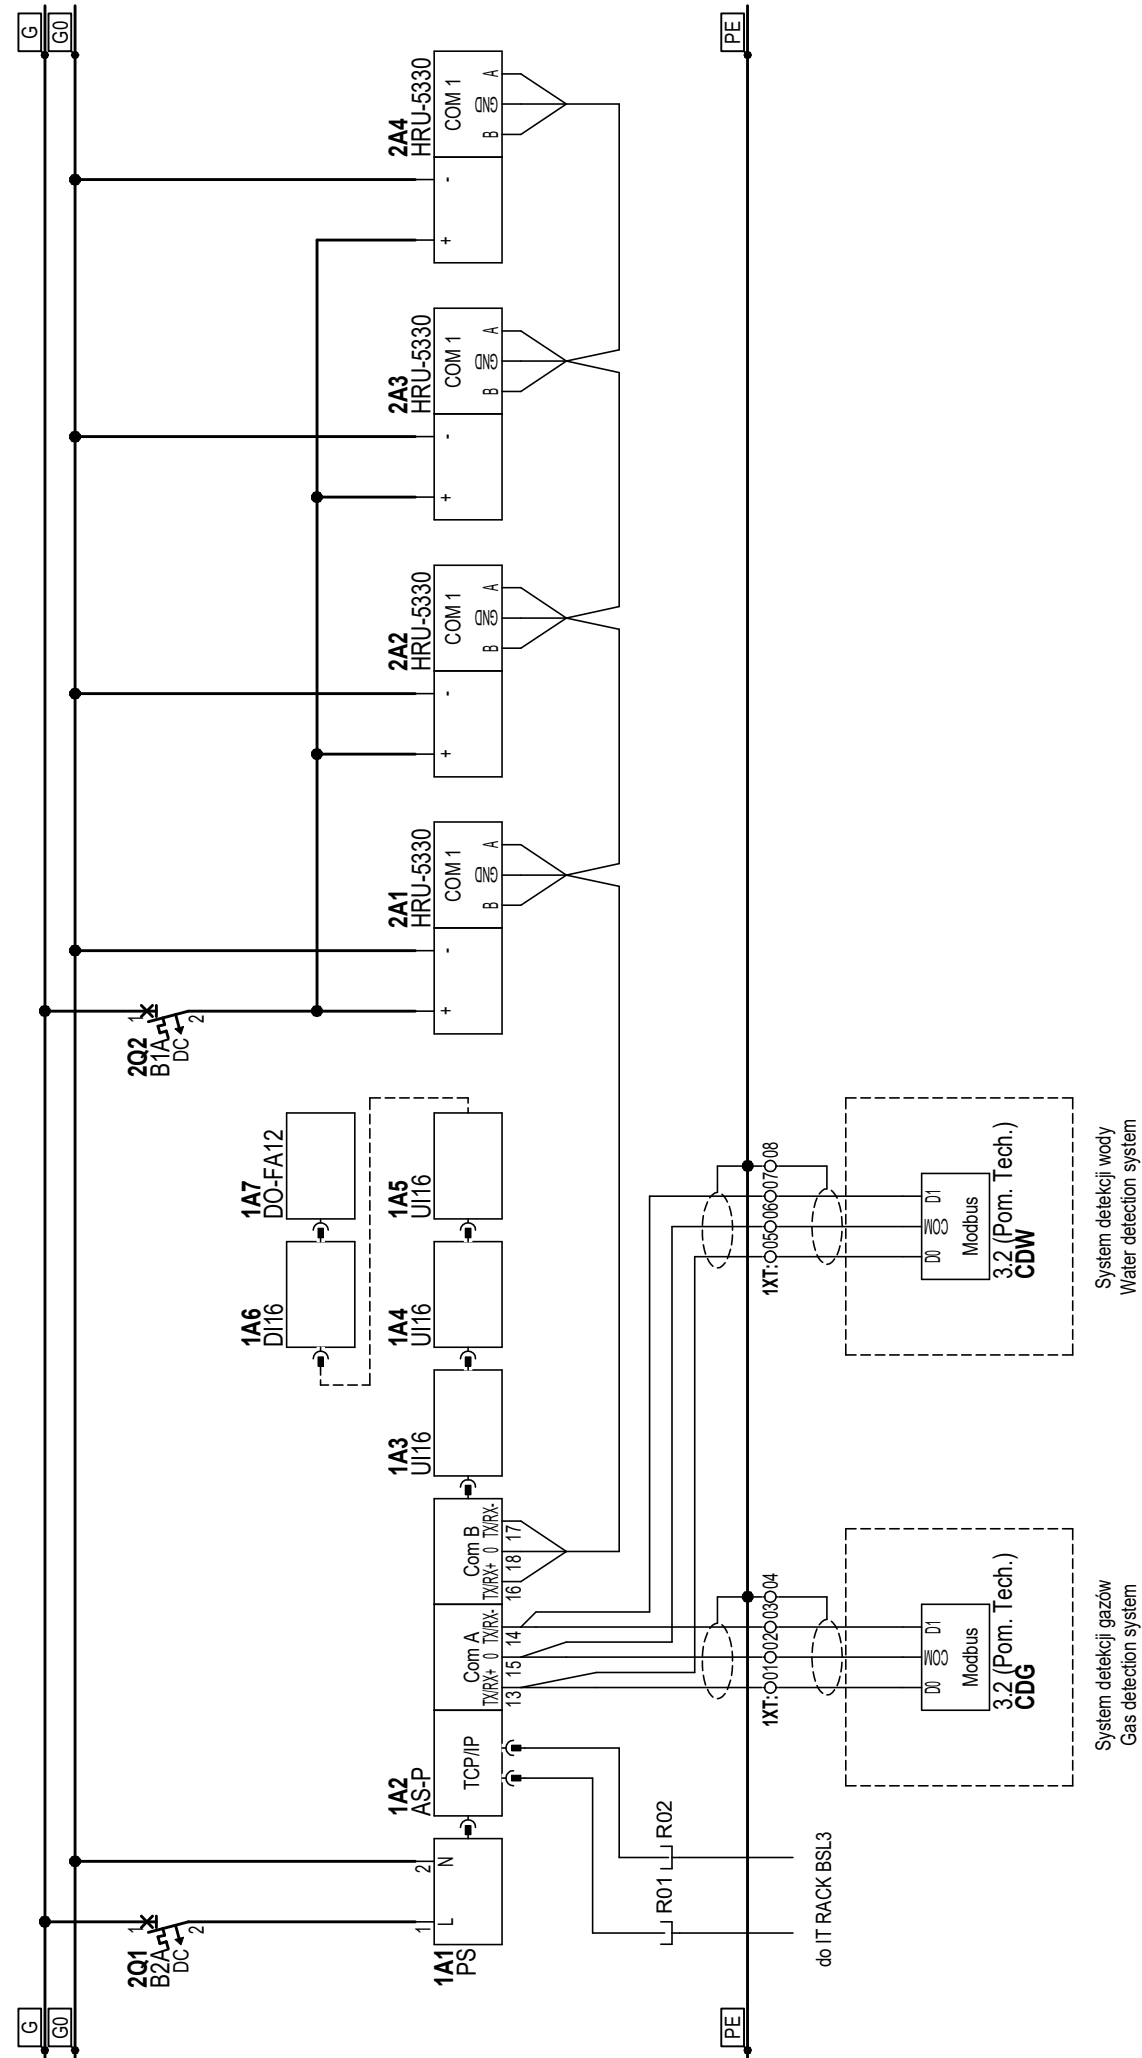 G
G0
PE
2Q1
B2A
DC
1
2
1A1
PS
1
L
2
N
1A2
AS-P
TCP/IP
Com A
TX/RX+ 0 TX/RX-
13 15 14
Com B
TX/RX+ 0 TX/RX-
16 18 17
1A3
UI16
1A4
UI16
1A5
UI16
1A6
DI16
1A7
DO-FA12
2Q2
B1A
DC
1
2
2A1
HRU-5330
COM 1
+ - B GND A
2A2
HRU-5330
COM 1
+ - B GND A
2A3
HRU-5330
COM 1
+ - B GND A
2A4
HRU-5330
COM 1
+ - B GND A
G
G0
PE
R01
R02
do IT RACK BSL3
1XT: 01 02 03 04
D0 COM D1
Modbus
3.2 (Pom. Tech.)
CDG
System detekcji gazów
Gas detection system
1XT: 05 06 07 08
D0 COM D1
Modbus
3.2 (Pom. Tech.)
CDW
System detekcji wody
Water detection system